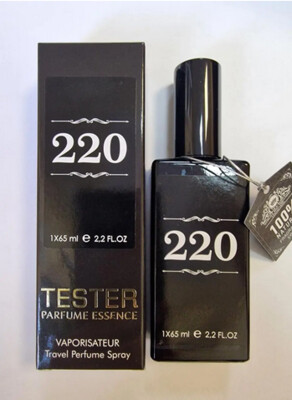 220
1X65 ml e 2,2 FL.OZ
TESTER
PARFUME ESSENCE
VAPORISATEUR
Travel Perfume Spray
220
1X65 ml e 2.2 FL.OZ
100%